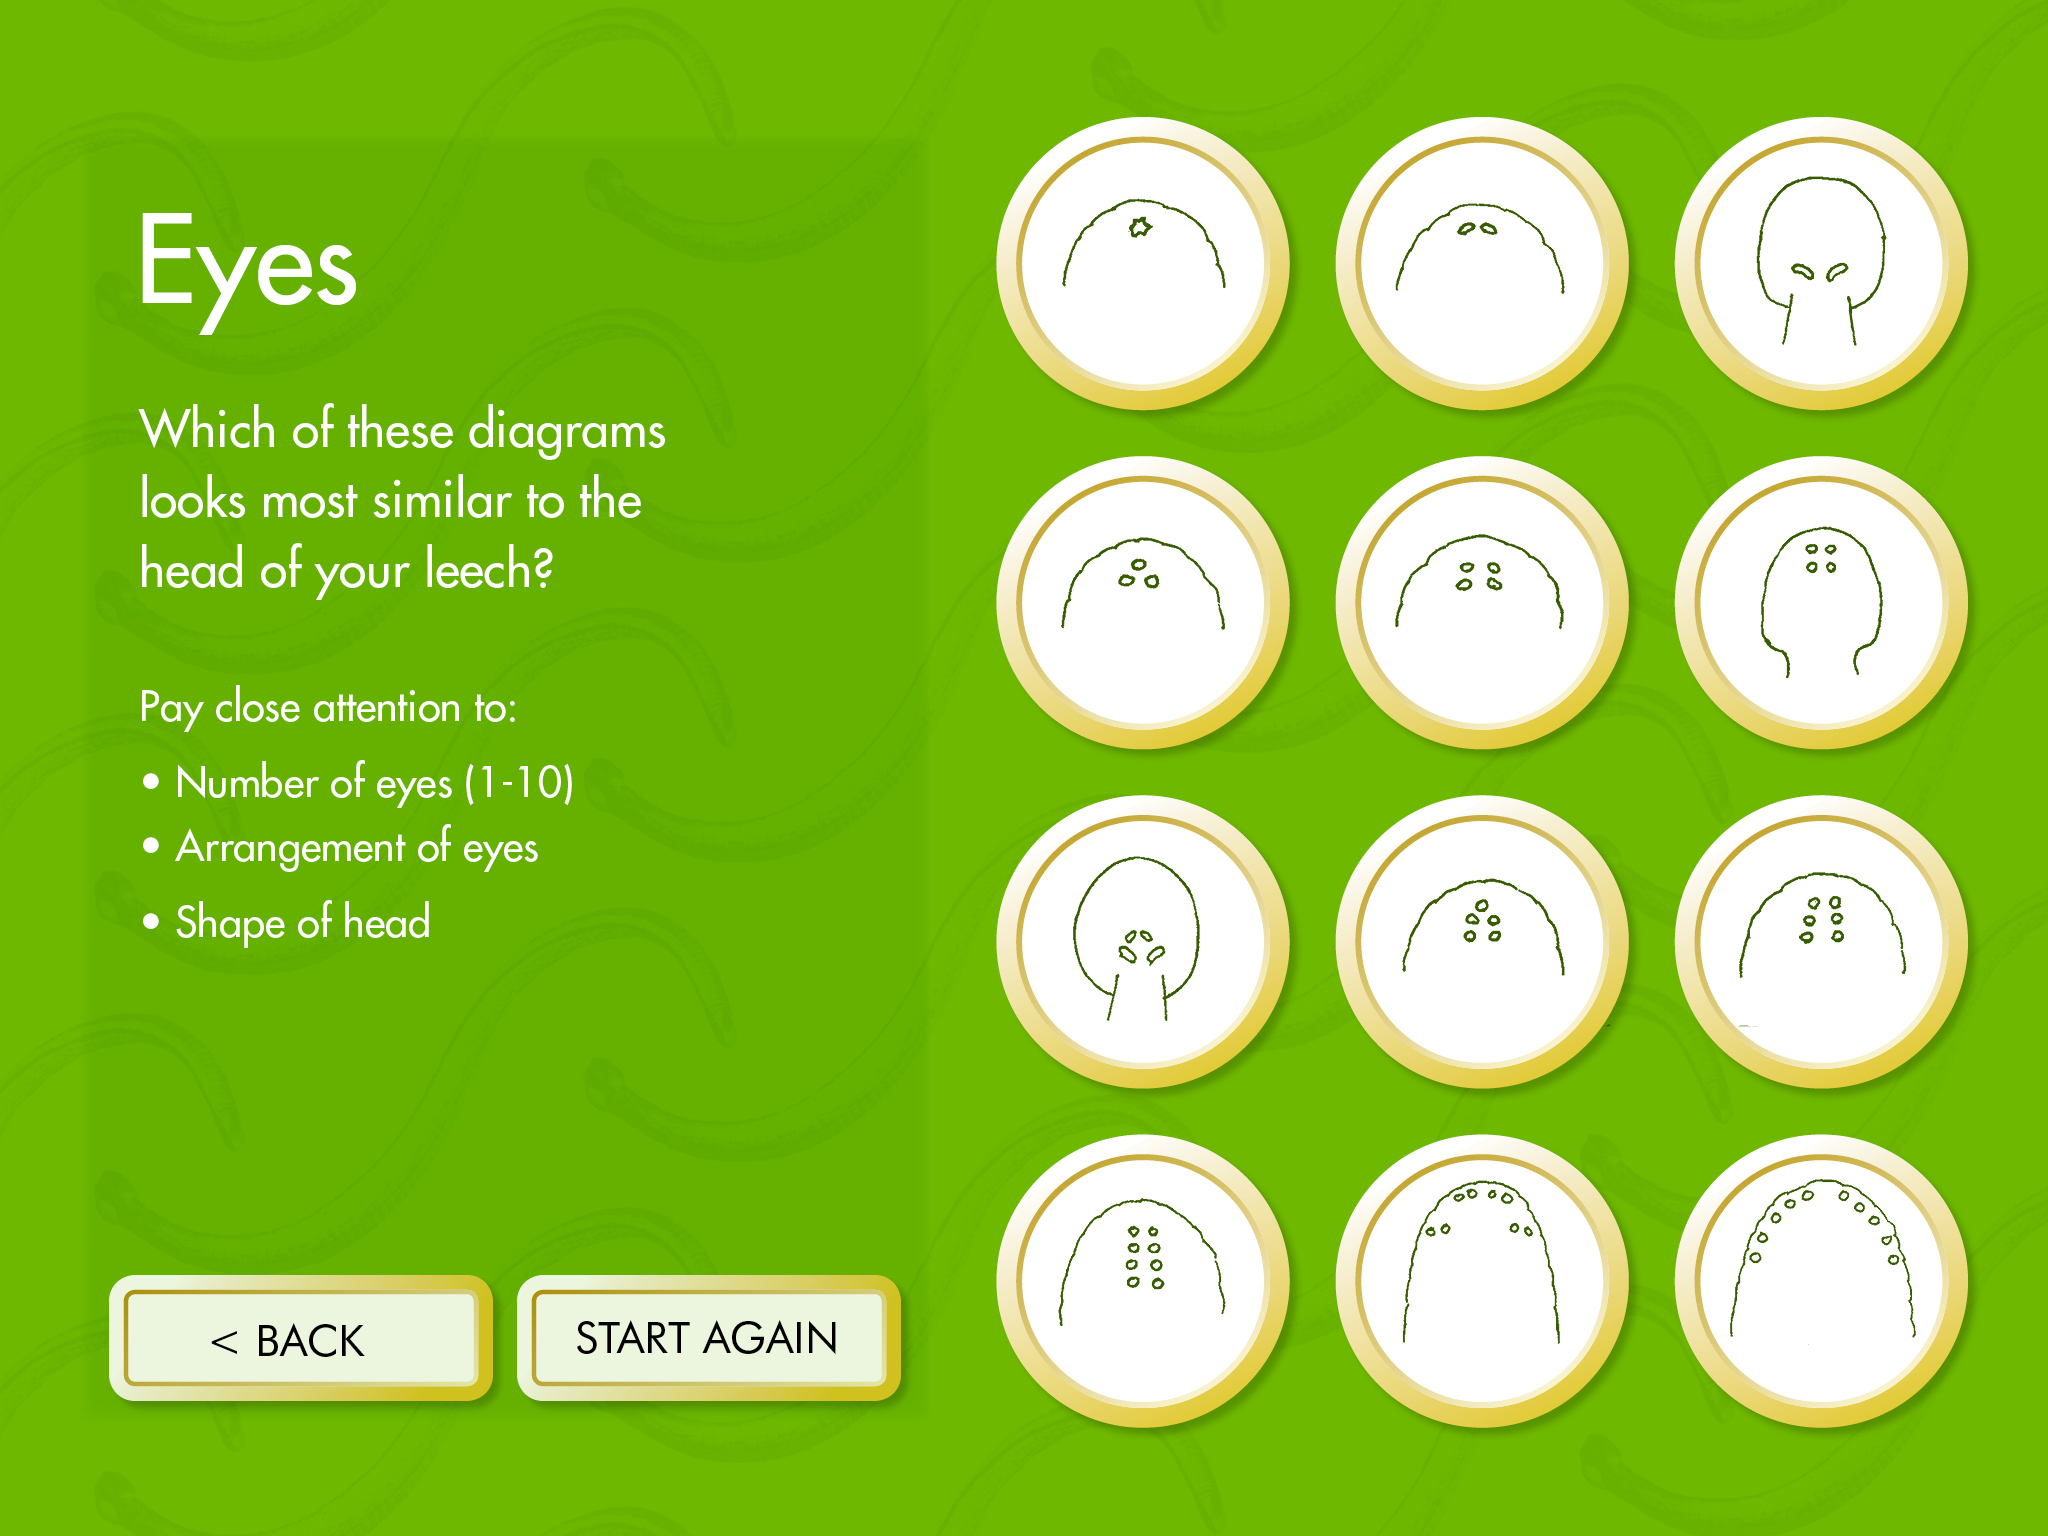 Eyes
Which of these diagrams
looks most similar to the
head of your leech?
Pay close attention to:
• Number of eyes (1-10)
• Arrangement of eyes
• Shape of head
< BACK
START AGAIN